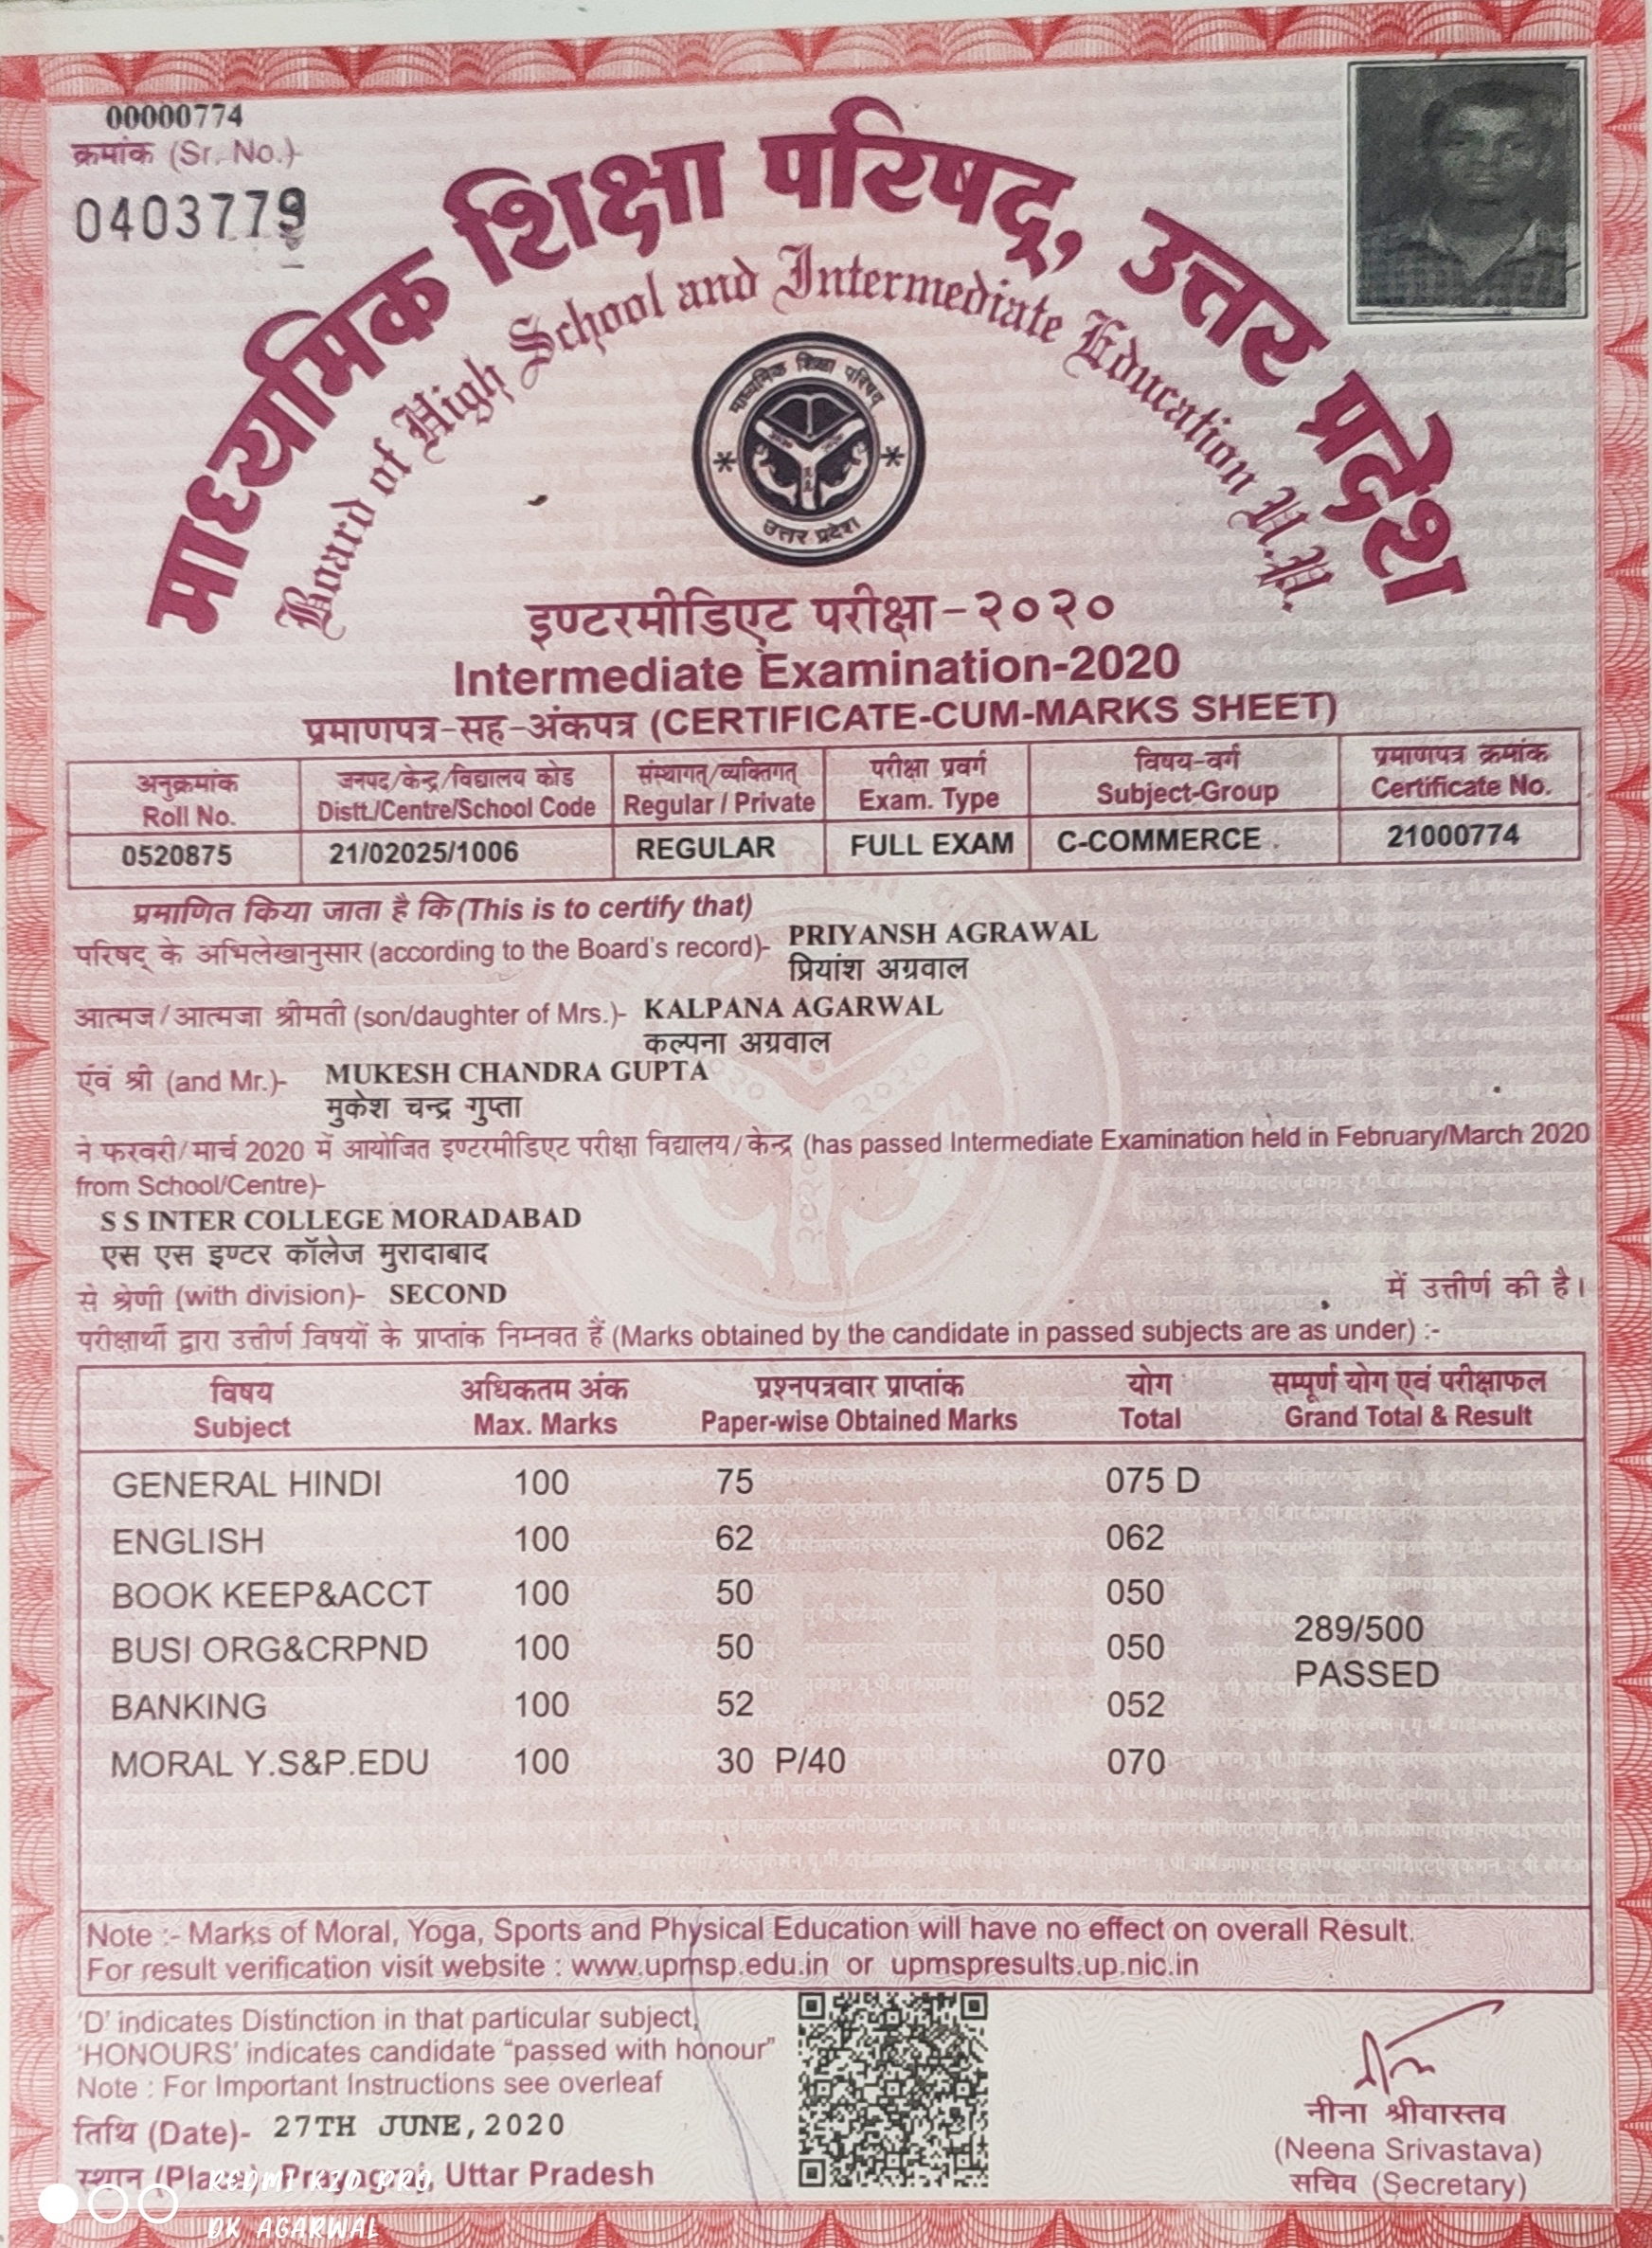 00000774
क्रमांक (Sr. No.)-
0403779
माध्यमिक शिक्षा परिषद्, उत्तर प्रदेश
Board of High School and Intermediate Education U.P.
माध्यमिक शिक्षा परिषद्
उत्तर प्रदेश
इण्टरमीडिएट परीक्षा-२०२०
Intermediate Examination-2020
प्रमाणपत्र-सह-अंकपत्र (CERTIFICATE-CUM-MARKS SHEET)
अनुक्रमांक जनपद/केन्द्र/विद्यालय कोड संस्थागत्/व्यक्तिगत् परीक्षा प्रवर्ग विषय-वर्ग प्रमाणपत्र क्रमांक
Roll No. Distt./Centre/School Code Regular / Private Exam. Type Subject-Group Certificate No.
0520875 21/02025/1006 REGULAR FULL EXAM C-COMMERCE 21000774
प्रमाणित किया जाता है कि (This is to certify that)
परिषद् के अभिलेखानुसार (according to the Board's record)- PRIYANSH AGRAWAL
प्रियांश अग्रवाल
आत्मज/आत्मजा श्रीमती (son/daughter of Mrs.)- KALPANA AGARWAL
कल्पना अग्रवाल
एवं श्री (and Mr.)- MUKESH CHANDRA GUPTA
मुकेश चन्द्र गुप्ता
ने फरवरी/मार्च 2020 में आयोजित इण्टरमीडिएट परीक्षा विद्यालय/केन्द्र (has passed Intermediate Examination held in February/March 2020
from School/Centre)-
S S INTER COLLEGE MORADABAD
एस एस इण्टर कॉलेज मुरादाबाद
से श्रेणी (with division)- SECOND में उत्तीर्ण की है।
परीक्षार्थी द्वारा उत्तीर्ण विषयों के प्राप्तांक निम्नवत हैं (Marks obtained by the candidate in passed subjects are as under) :-
विषय अधिकतम अंक प्रश्नपत्रवार प्राप्तांक योग सम्पूर्ण योग एवं परीक्षाफल
Subject Max. Marks Paper-wise Obtained Marks Total Grand Total & Result
GENERAL HINDI 100 75 075 D
ENGLISH 100 62 062
BOOK KEEP&ACCT 100 50 050
289/500
BUSI ORG&CRPND 100 50 050
PASSED
BANKING 100 52 052
MORAL Y.S&P.EDU 100 30 P/40 070
Note :- Marks of Moral, Yoga, Sports and Physical Education will have no effect on overall Result.
For result verification visit website : www.upmsp.edu.in or upmspresults.up.nic.in
'D' indicates Distinction in that particular subject,
'HONOURS' indicates candidate "passed with honour"
Note : For Important Instructions see overleaf
तिथि (Date)- 27TH JUNE,2020
स्थान (Place)- Prayagraj, Uttar Pradesh
नीना श्रीवास्तव
(Neena Srivastava)
सचिव (Secretary)
REDMI K20 PRO
DK AGARWAL